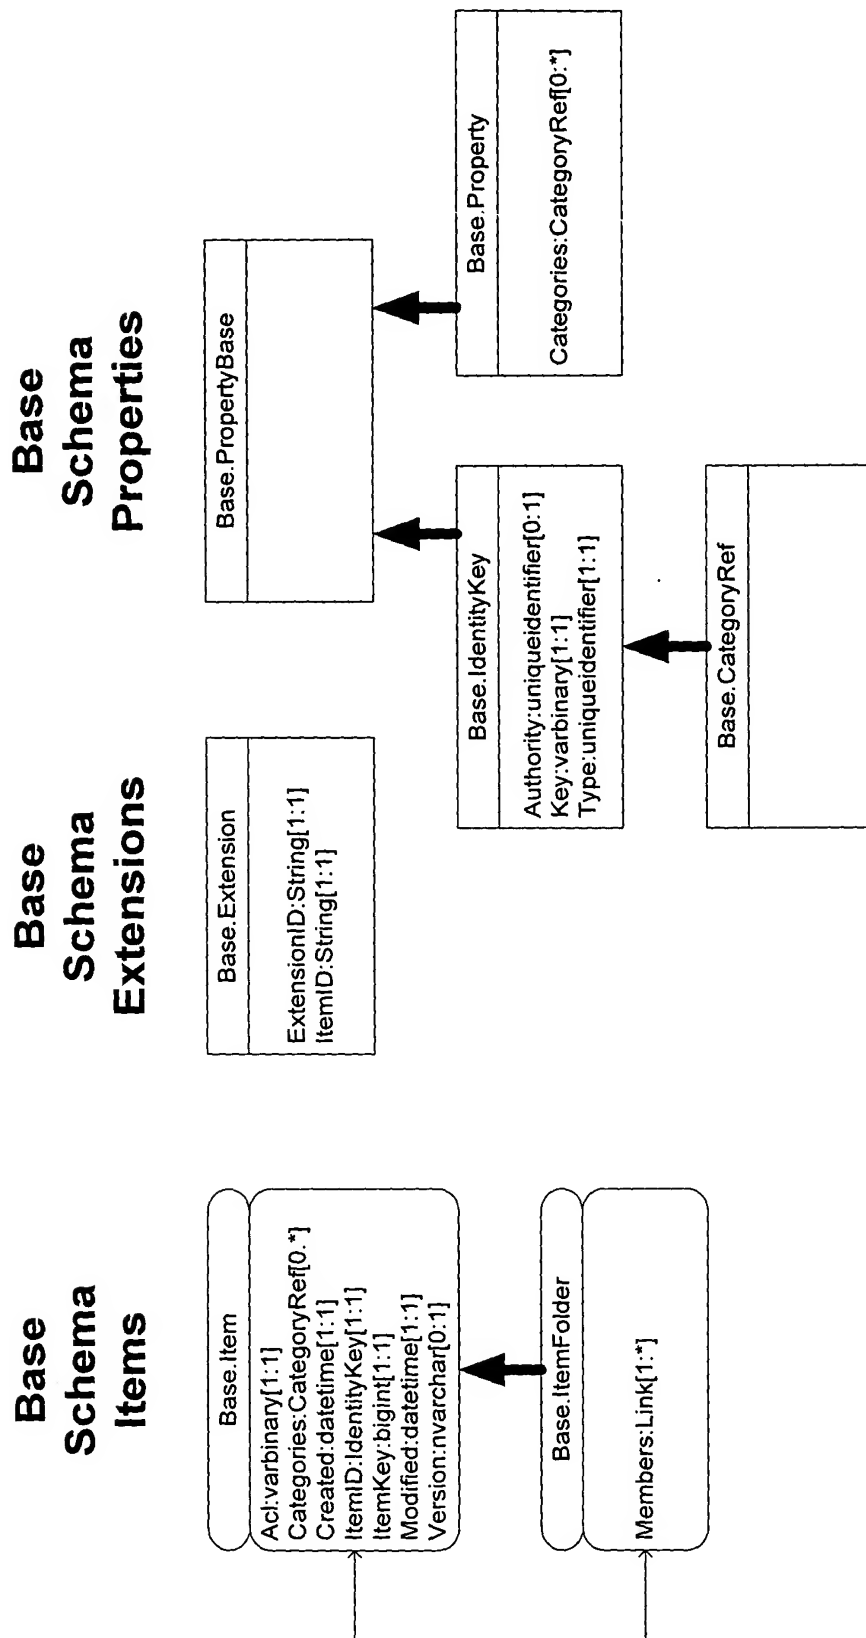 Base
Schema
Items
Base.Item
Acl:varbinary[1:1]
Categories:CategoryRef[0.*]
Created:datetime[1:1]
ItemID:IdentityKey[1:1]
ItemKey:bigint[1:1]
Modified:datetime[1:1]
Version:nvarchar[0:1]
Base.ItemFolder
Members:Link[1:*]
Base
Schema
Extensions
Base.Extension
ExtensionID:String[1:1]
ItemID:String[1:1]
Base
Schema
Properties
Base.PropertyBase
Base.IdentityKey
Authority:uniqueidentifier[0:1]
Key:varbinary[1:1]
Type:uniqueidentifier[1:1]
Base.Property
Categories:CategoryRef[0:*]
Base.CategoryRef